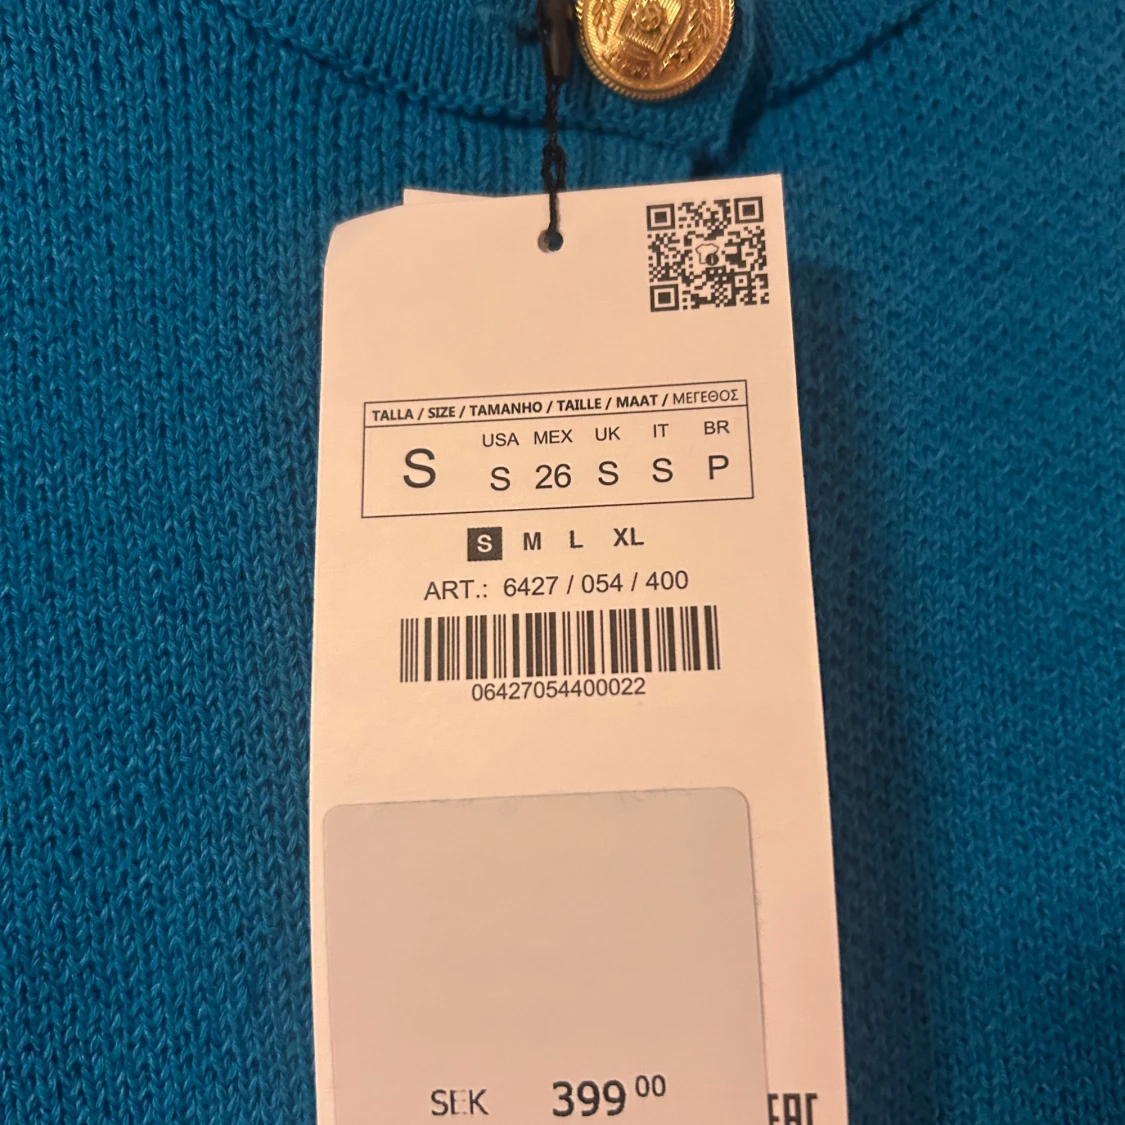 TALLA / SIZE / TAMANHO / TAILLE / MAAT / ΜΕΓΕΘΟΣ
USA MEX UK IT BR
S S 26 S S P
S M L XL
ART.: 6427 / 054 / 400
06427054400022
SEK 399 00
EAC